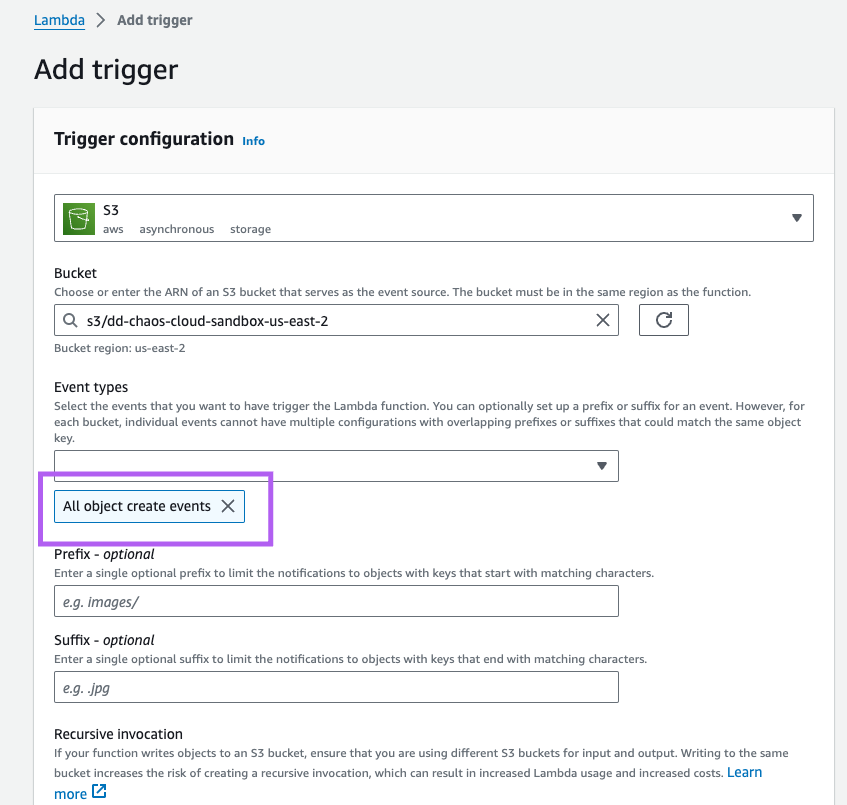 Lambda > Add trigger
Add trigger
Trigger configuration Info
S3
aws asynchronous storage
Bucket
Choose or enter the ARN of an S3 bucket that serves as the event source. The bucket must be in the same region as the function.
s3/dd-chaos-cloud-sandbox-us-east-2
Bucket region: us-east-2
Event types
Select the events that you want to have trigger the Lambda function. You can optionally set up a prefix or suffix for an event. However, for
each bucket, individual events cannot have multiple configurations with overlapping prefixes or suffixes that could match the same object
key.
All object create events
Prefix - optional
Enter a single optional prefix to limit the notifications to objects with keys that start with matching characters.
e.g. images/
Suffix - optional
Enter a single optional suffix to limit the notifications to objects with keys that end with matching characters.
e.g. .jpg
Recursive invocation
If your function writes objects to an S3 bucket, ensure that you are using different S3 buckets for input and output. Writing to the same
bucket increases the risk of creating a recursive invocation, which can result in increased Lambda usage and increased costs. Learn
more